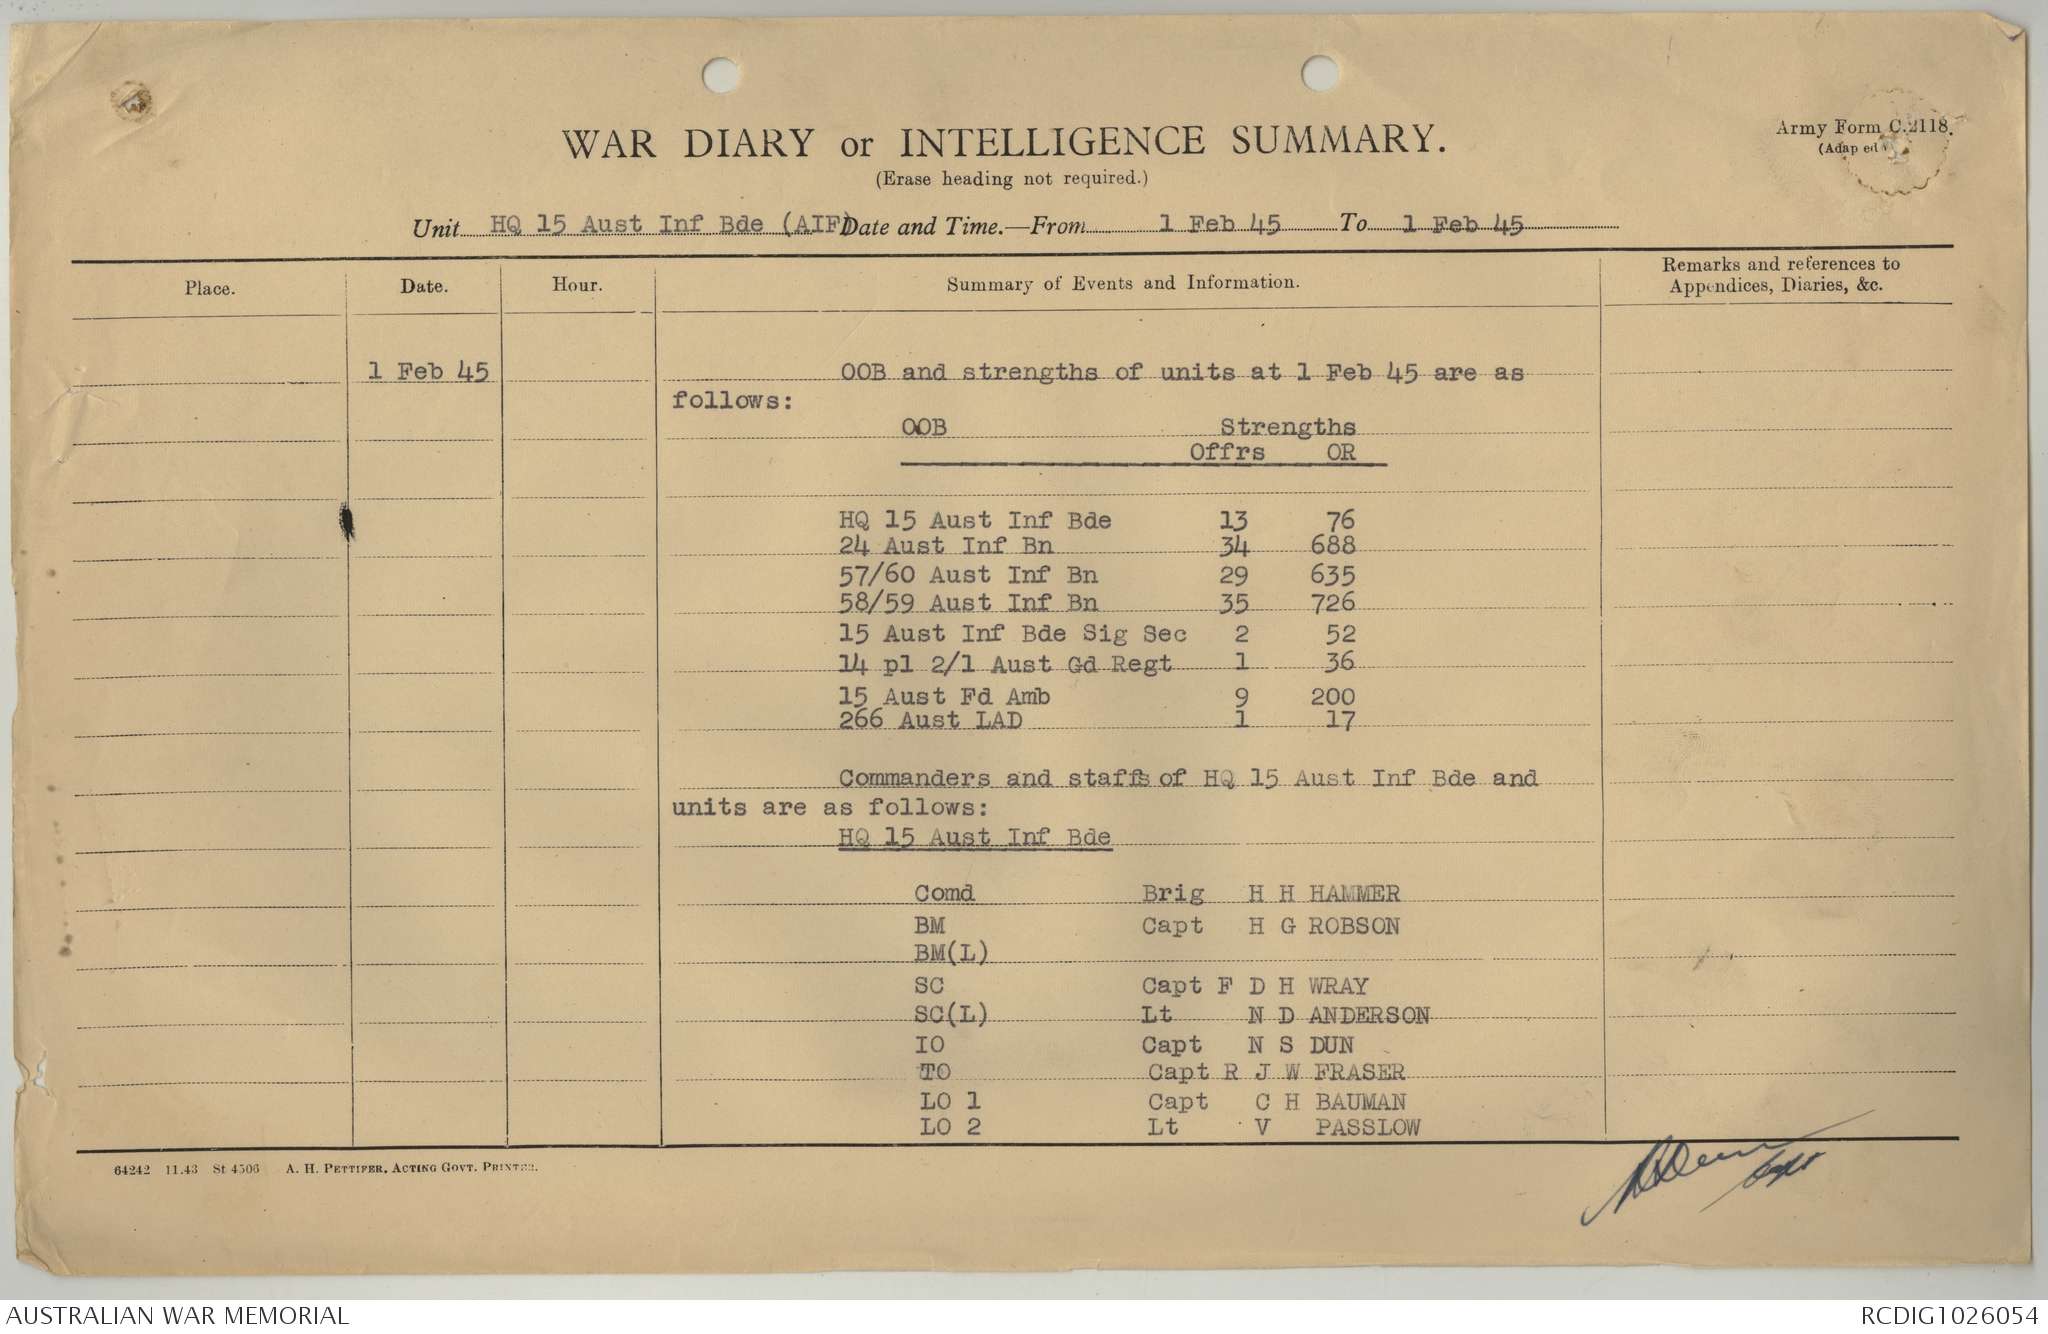 WAR DIARY or INTELLIGENCE SUMMARY.
Army Form C.2118.
(Erase heading not required.)
Unit HQ 15 Aust Inf Bde (AIF) Date and Time.—From 1 Feb 45 To 1 Feb 45
Place. Date. Hour. Summary of Events and Information. Remarks and references to
Appendices, Diaries, &c.
1 Feb 45 OOB and strengths of units at 1 Feb 45 are as
follows:
OOB Strengths
Offrs OR
HQ 15 Aust Inf Bde 13 76
24 Aust Inf Bn 34 688
57/60 Aust Inf Bn 29 635
58/59 Aust Inf Bn 35 726
15 Aust Inf Bde Sig Sec 2 52
14 pl 2/1 Aust Gd Regt 1 36
15 Aust Fd Amb 9 200
266 Aust LAD 1 17
Commanders and staffs of HQ 15 Aust Inf Bde and
units are as follows:
HQ 15 Aust Inf Bde
Comd Brig H H HAMMER
BM Capt H G ROBSON
BM(L)
SC Capt F D H WRAY
SC(L) Lt N D ANDERSON
IO Capt N S DUN
TO Capt R J W FRASER
LO 1 Capt C H BAUMAN
LO 2 Lt V PASSLOW
64242 11.43 St 4506 A. H. PETTIFER, ACTING GOVT. PRINTER.
Capt
AUSTRALIAN WAR MEMORIAL RCDIG1026054